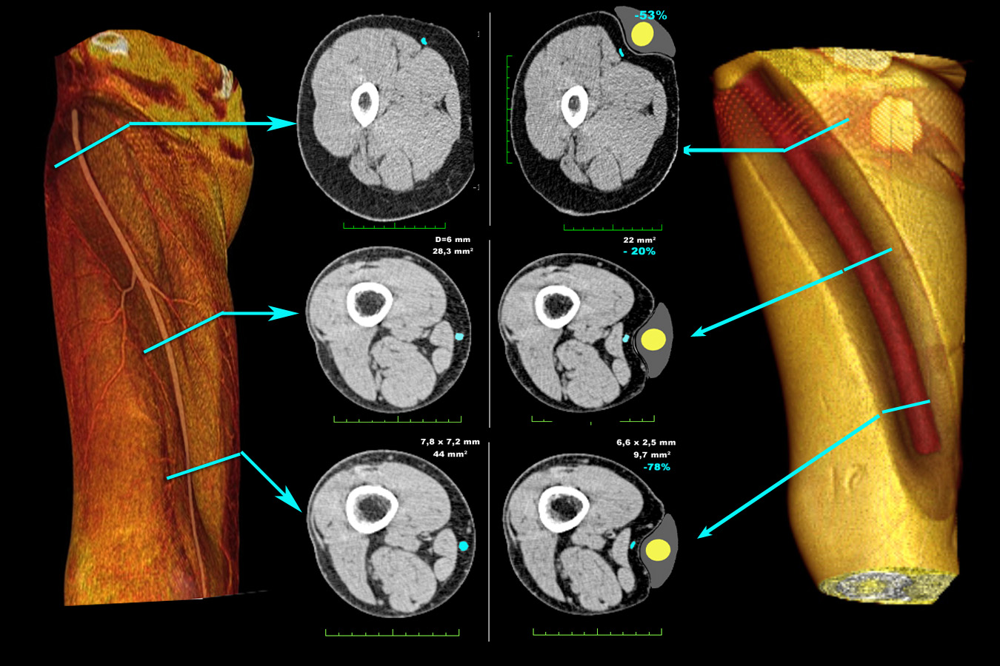 -53%
D=6 mm
28,3 mm²
22 mm²
- 20%
7,8 x 7,2 mm
44 mm²
6,6 x 2,5 mm
9,7 mm²
-78%